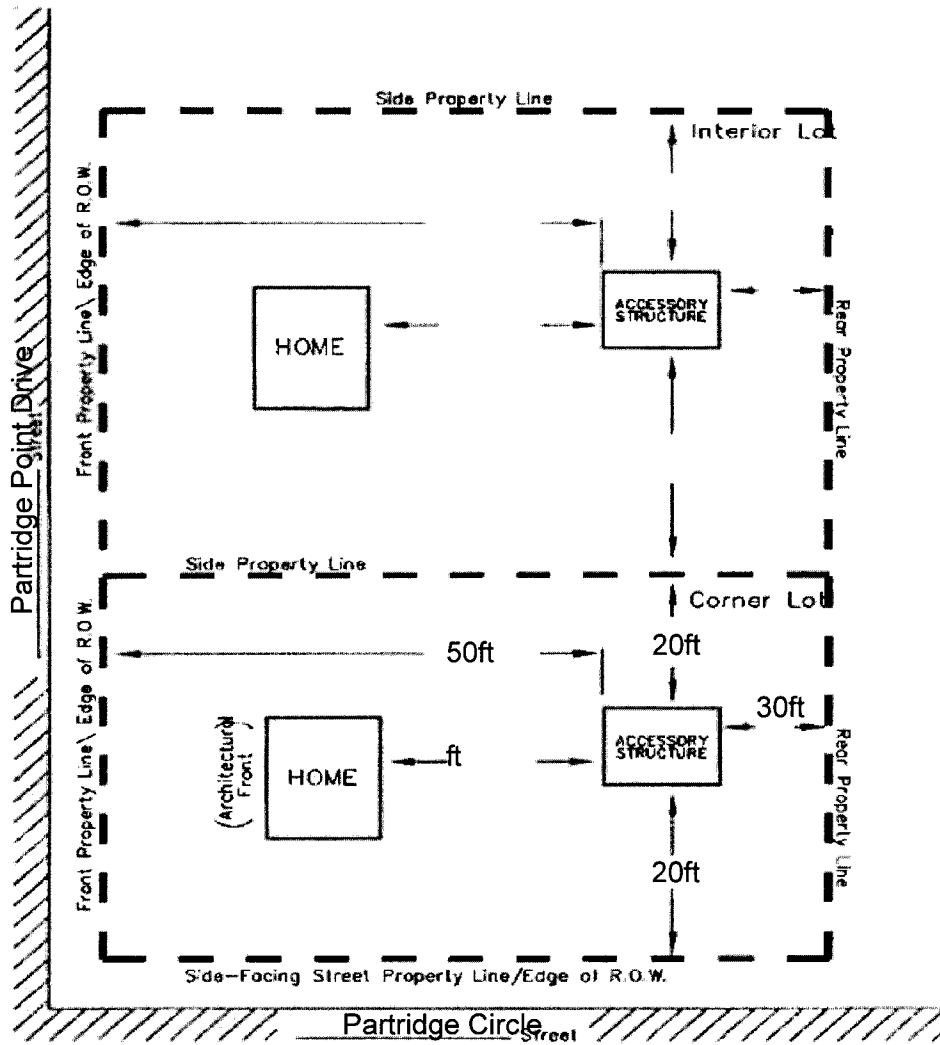 Side Property Line
Interior Lot
Front Property Line\ Edge of R.O.W.
HOME
ACCESSORY
STRUCTURE
Rear Property Line
Partridge Point Drive
Street
Side Property Line
Corner Lot
Front Property Line\ Edge of R.O.W.
50ft
20ft
30ft
(Architectural
Front)
HOME
ft
ACCESSORY
STRUCTURE
Rear Property Line
20ft
Side-Facing Street Property Line/Edge of R.O.W.
Partridge Circle
Street